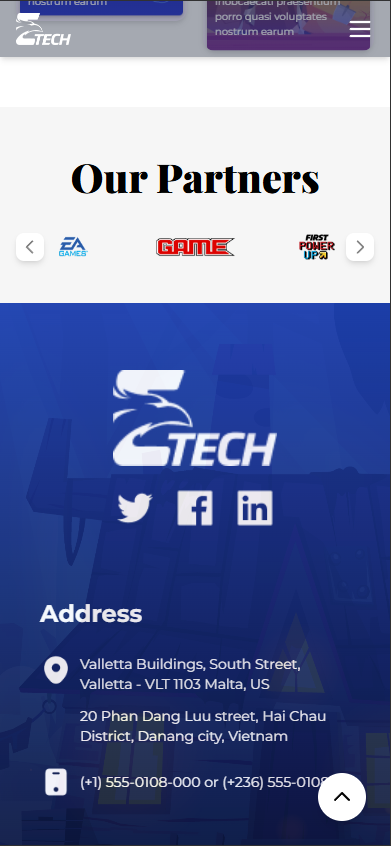 nostrum earum
inobcaecati praesentium
porro quasi voluptates
nostrum earum
TECH
Our Partners
EA
GAMES
GAME
FIRST
POWER
UP
TECH
Address
Valletta Buildings, South Street,
Valletta - VLT 1103 Malta, US
20 Phan Dang Luu street, Hai Chau
District, Danang city, Vietnam
(+1) 555-0108-000 or (+236) 555-0108